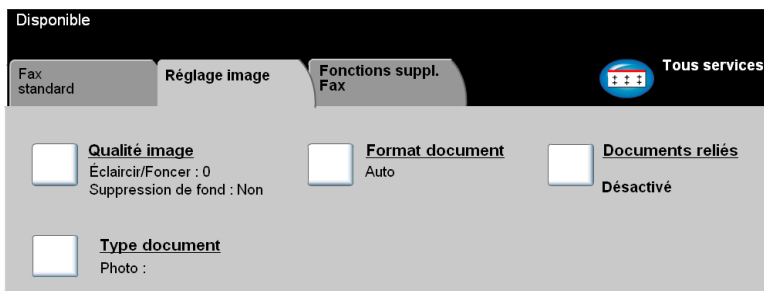 Disponible
Fax
standard
Réglage image
Fonctions suppl.
Fax
Tous services
Qualité image
Éclaircir/Foncer : 0
Suppression de fond : Non
Format document
Auto
Documents reliés
Désactivé
Type document
Photo :